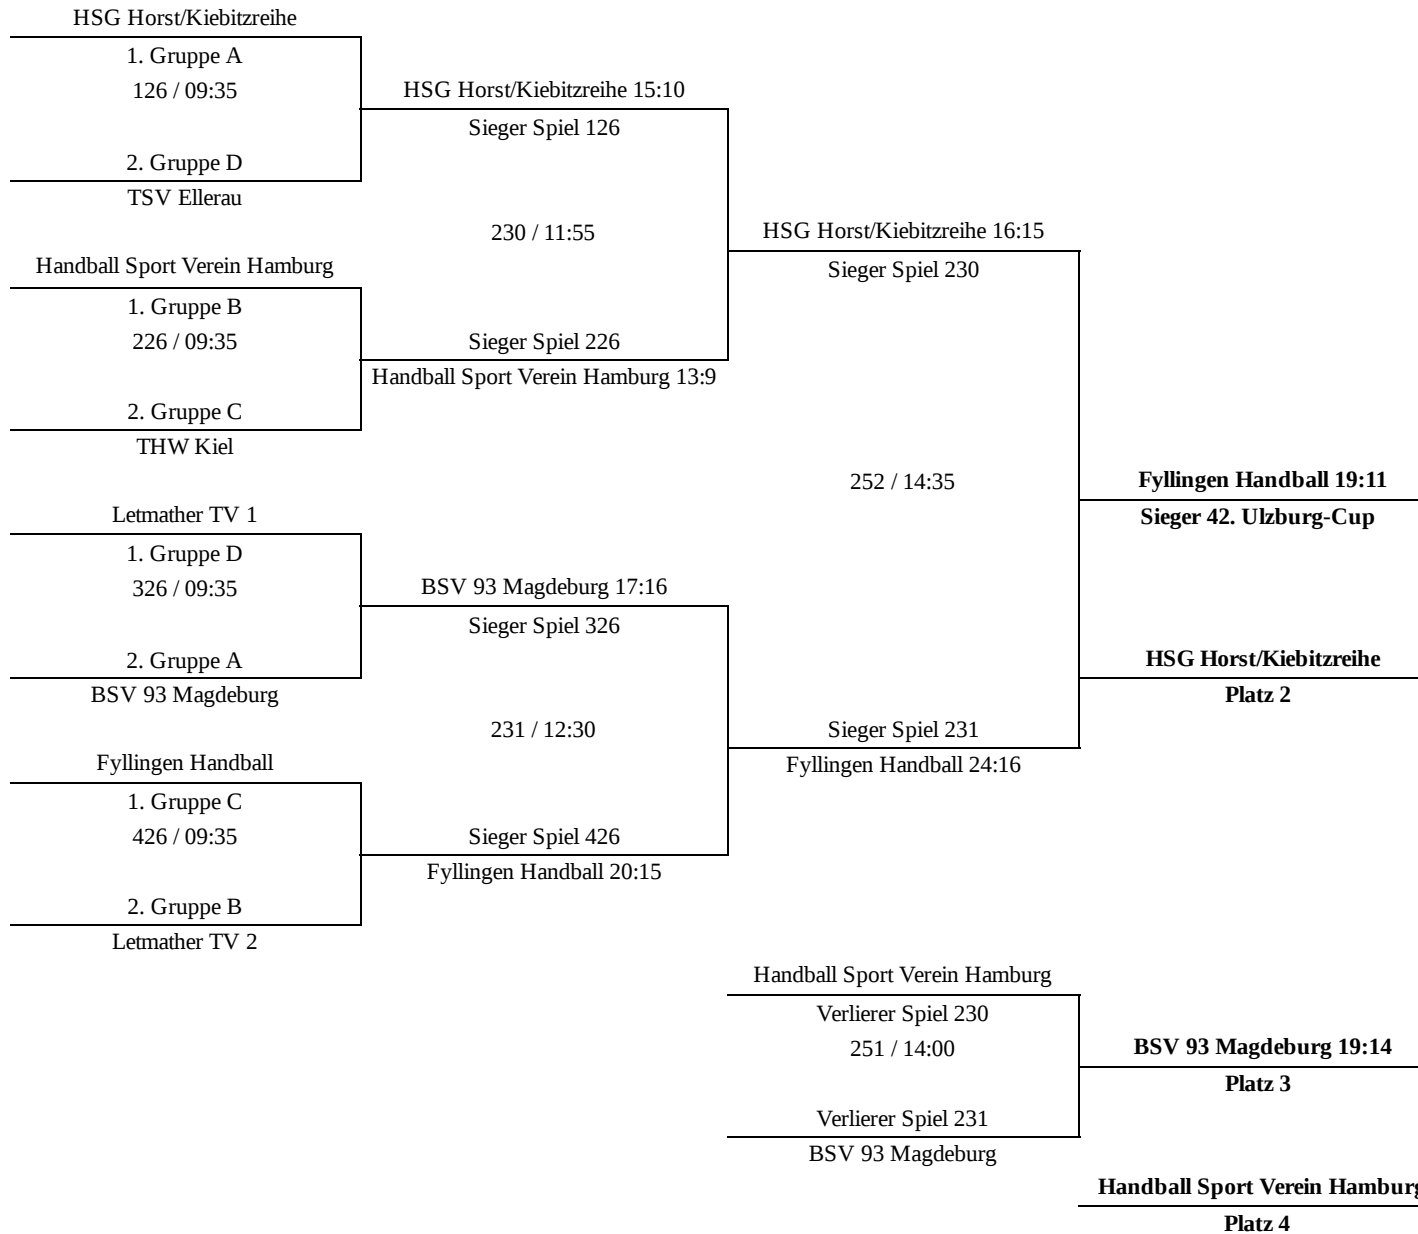 HSG Horst/Kiebitzreihe
1. Gruppe A
126 / 09:35
2. Gruppe D
TSV Ellerau
Handball Sport Verein Hamburg
1. Gruppe B
226 / 09:35
2. Gruppe C
THW Kiel
Letmather TV 1
1. Gruppe D
326 / 09:35
2. Gruppe A
BSV 93 Magdeburg
Fyllingen Handball
1. Gruppe C
426 / 09:35
2. Gruppe B
Letmather TV 2
HSG Horst/Kiebitzreihe 15:10
Sieger Spiel 126
230 / 11:55
Sieger Spiel 226
Handball Sport Verein Hamburg 13:9
BSV 93 Magdeburg 17:16
Sieger Spiel 326
231 / 12:30
Sieger Spiel 426
Fyllingen Handball 20:15
HSG Horst/Kiebitzreihe 16:15
Sieger Spiel 230
252 / 14:35
Sieger Spiel 231
Fyllingen Handball 24:16
Fyllingen Handball 19:11
Sieger 42. Ulzburg-Cup
HSG Horst/Kiebitzreihe
Platz 2
Handball Sport Verein Hamburg
Verlierer Spiel 230
251 / 14:00
Verlierer Spiel 231
BSV 93 Magdeburg
BSV 93 Magdeburg 19:14
Platz 3
Handball Sport Verein Hamburg
Platz 4